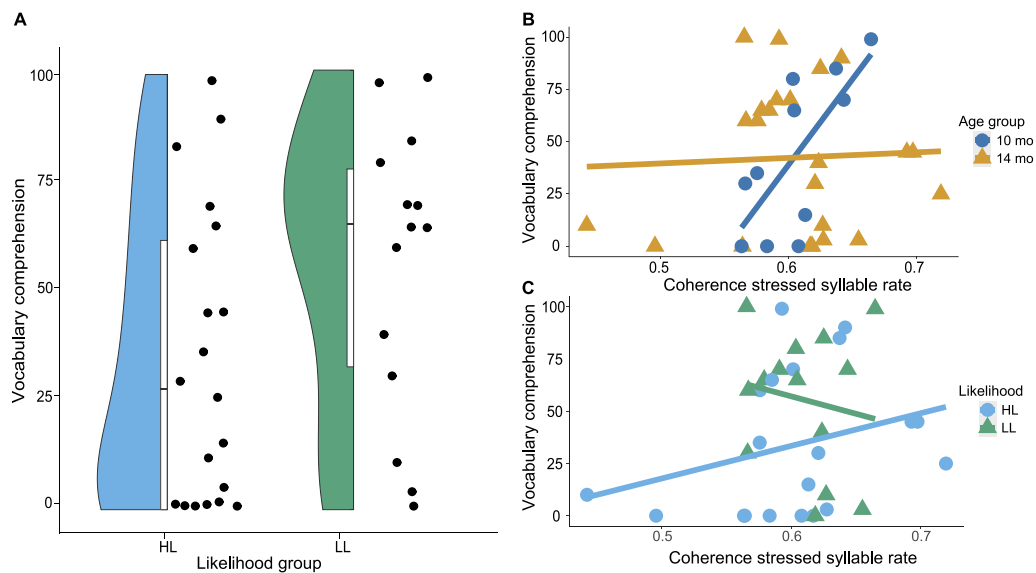 A
Vocabulary comprehension
100
75
50
25
0
HL
LL
Likelihood group
B
Vocabulary comprehension
100
75
50
25
0
0.5
0.6
0.7
Coherence stressed syllable rate
Age group
10 mo
14 mo
C
Vocabulary comprehension
100
75
50
25
0
0.5
0.6
0.7
Coherence stressed syllable rate
Likelihood
HL
LL